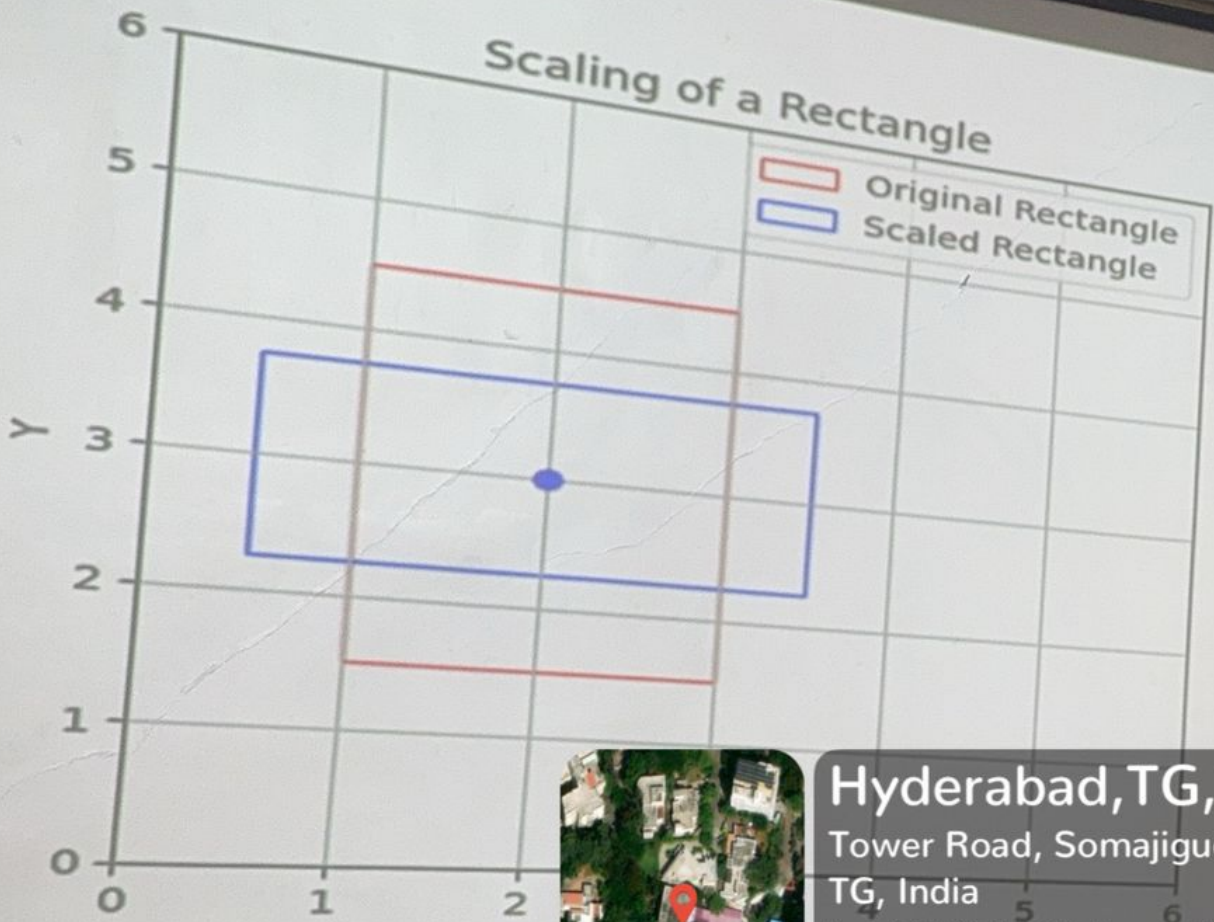 Scaling of a Rectangle
Original Rectangle
Scaled Rectangle
6
5
4
3
2
1
0
Y
0
1
2
4
5
6
Hyderabad,TG,
Tower Road, Somajigu
TG, India